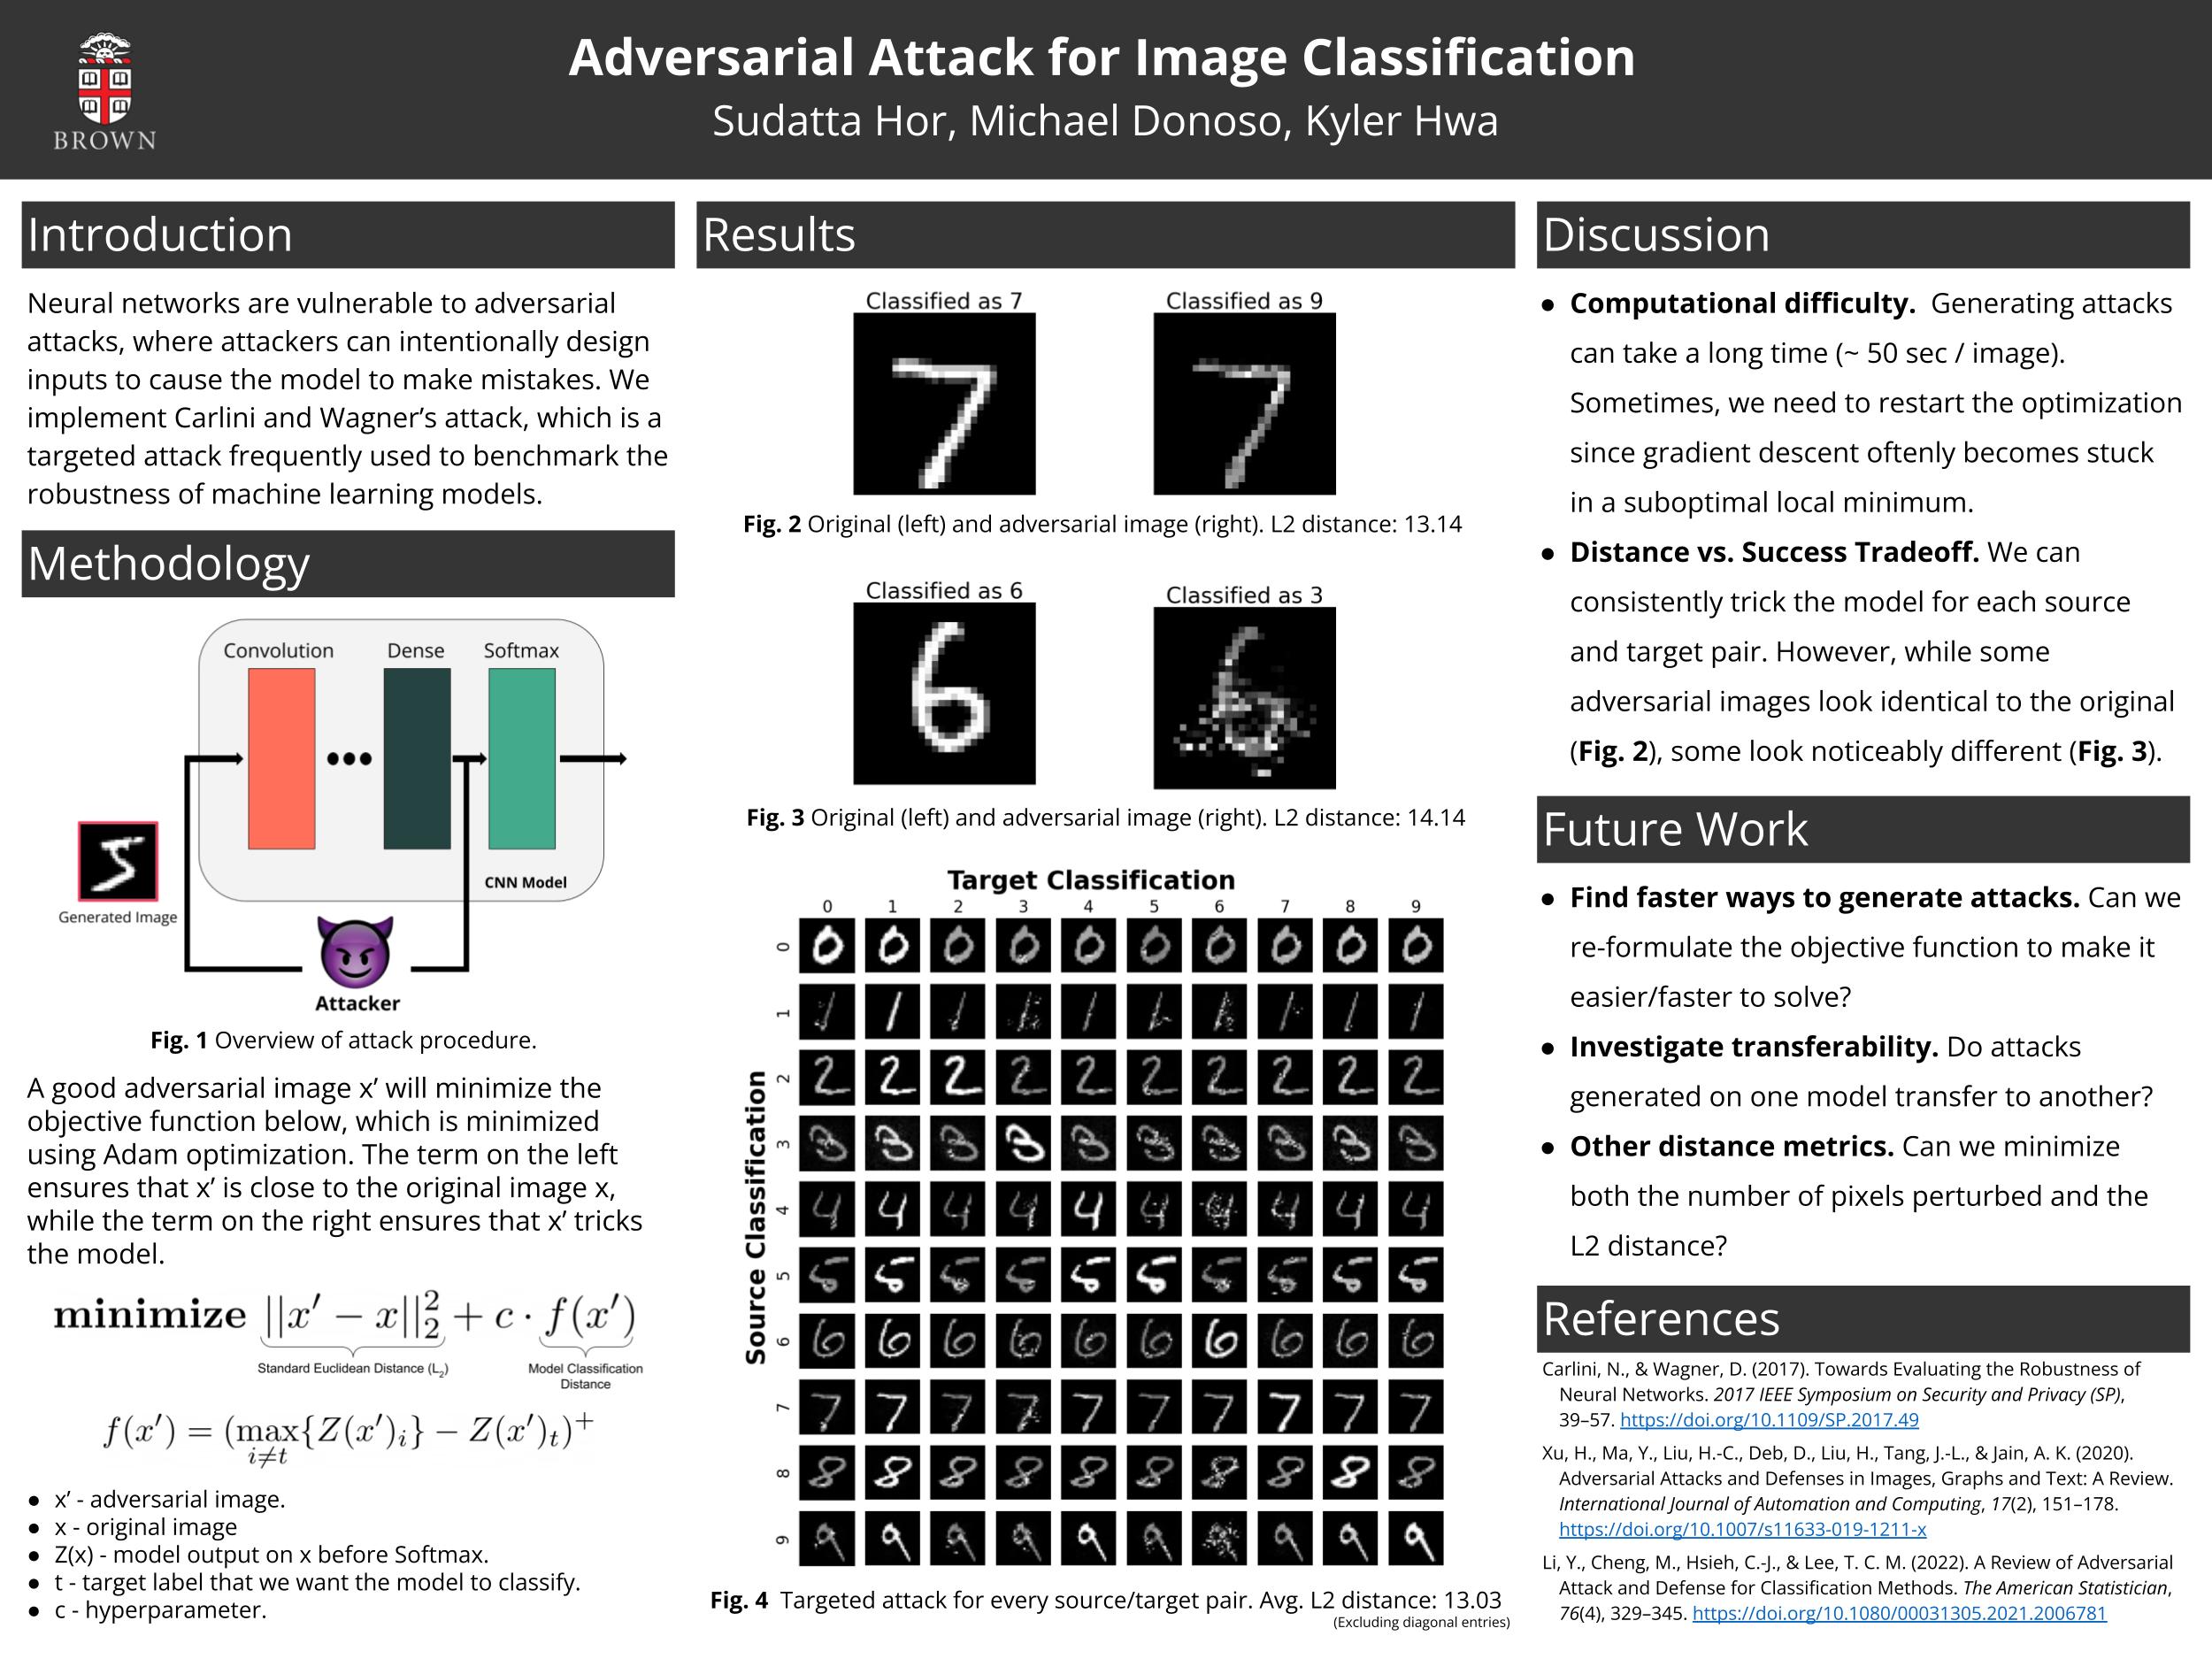 Adversarial Attack for Image Classification
Sudatta Hor, Michael Donoso, Kyler Hwa
BROWN
Introduction
Neural networks are vulnerable to adversarial
attacks, where attackers can intentionally design
inputs to cause the model to make mistakes. We
implement Carlini and Wagner’s attack, which is a
targeted attack frequently used to benchmark the
robustness of machine learning models.
Methodology
Convolution Dense Softmax
CNN Model
Generated Image
Attacker
Fig. 1 Overview of attack procedure.
A good adversarial image x’ will minimize the
objective function below, which is minimized
using Adam optimization. The term on the left
ensures that x’ is close to the original image x,
while the term on the right ensures that x’ tricks
the model.
minimize ||x′ − x||₂² + c · f(x′)
Standard Euclidean Distance (L₂)
Model Classification
Distance
f(x′) = (max{Z(x′)ᵢ} − Z(x′)ₜ)⁺
i≠t
● x’ - adversarial image.
● x - original image
● Z(x) - model output on x before Softmax.
● t - target label that we want the model to classify.
● c - hyperparameter.
Results
Classified as 7 Classified as 9
Fig. 2 Original (left) and adversarial image (right). L2 distance: 13.14
Classified as 6 Classified as 3
Fig. 3 Original (left) and adversarial image (right). L2 distance: 14.14
Target Classification
0 1 2 3 4 5 6 7 8 9
Source Classification
0
1
2
3
4
5
6
7
8
9
Fig. 4 Targeted attack for every source/target pair. Avg. L2 distance: 13.03
(Excluding diagonal entries)
Discussion
● Computational difficulty. Generating attacks
can take a long time (~ 50 sec / image).
Sometimes, we need to restart the optimization
since gradient descent oftenly becomes stuck
in a suboptimal local minimum.
● Distance vs. Success Tradeoff. We can
consistently trick the model for each source
and target pair. However, while some
adversarial images look identical to the original
(Fig. 2), some look noticeably different (Fig. 3).
Future Work
● Find faster ways to generate attacks. Can we
re-formulate the objective function to make it
easier/faster to solve?
● Investigate transferability. Do attacks
generated on one model transfer to another?
● Other distance metrics. Can we minimize
both the number of pixels perturbed and the
L2 distance?
References
Carlini, N., & Wagner, D. (2017). Towards Evaluating the Robustness of
Neural Networks. 2017 IEEE Symposium on Security and Privacy (SP),
39–57. https://doi.org/10.1109/SP.2017.49
Xu, H., Ma, Y., Liu, H.-C., Deb, D., Liu, H., Tang, J.-L., & Jain, A. K. (2020).
Adversarial Attacks and Defenses in Images, Graphs and Text: A Review.
International Journal of Automation and Computing, 17(2), 151–178.
https://doi.org/10.1007/s11633-019-1211-x
Li, Y., Cheng, M., Hsieh, C.-J., & Lee, T. C. M. (2022). A Review of Adversarial
Attack and Defense for Classification Methods. The American Statistician,
76(4), 329–345. https://doi.org/10.1080/00031305.2021.2006781